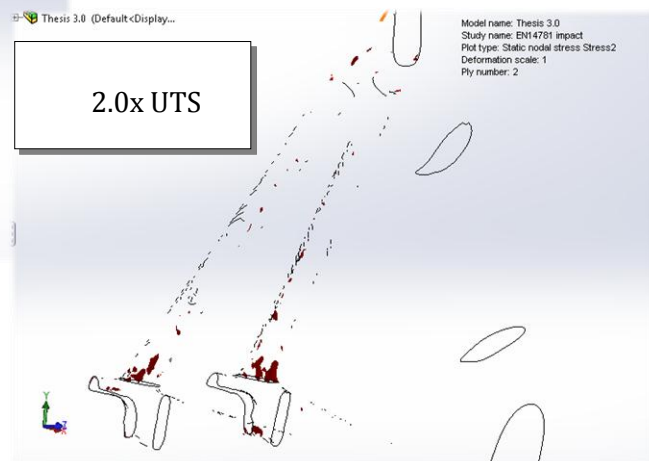 Thesis 3.0 (Default<Display...
Model name: Thesis 3.0
Study name: EN14781 impact
Plot type: Static nodal stress Stress2
Deformation scale: 1
Ply number: 2
2.0x UTS
Y
Z
X